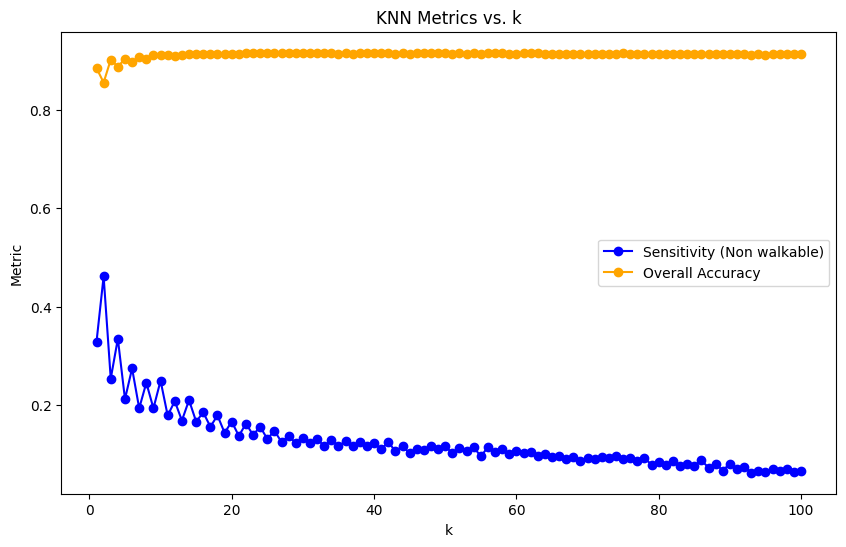 KNN Metrics vs. k
Metric
0.8
0.6
0.4
0.2
Sensitivity (Non walkable)
Overall Accuracy
0
20
40
60
80
100
k